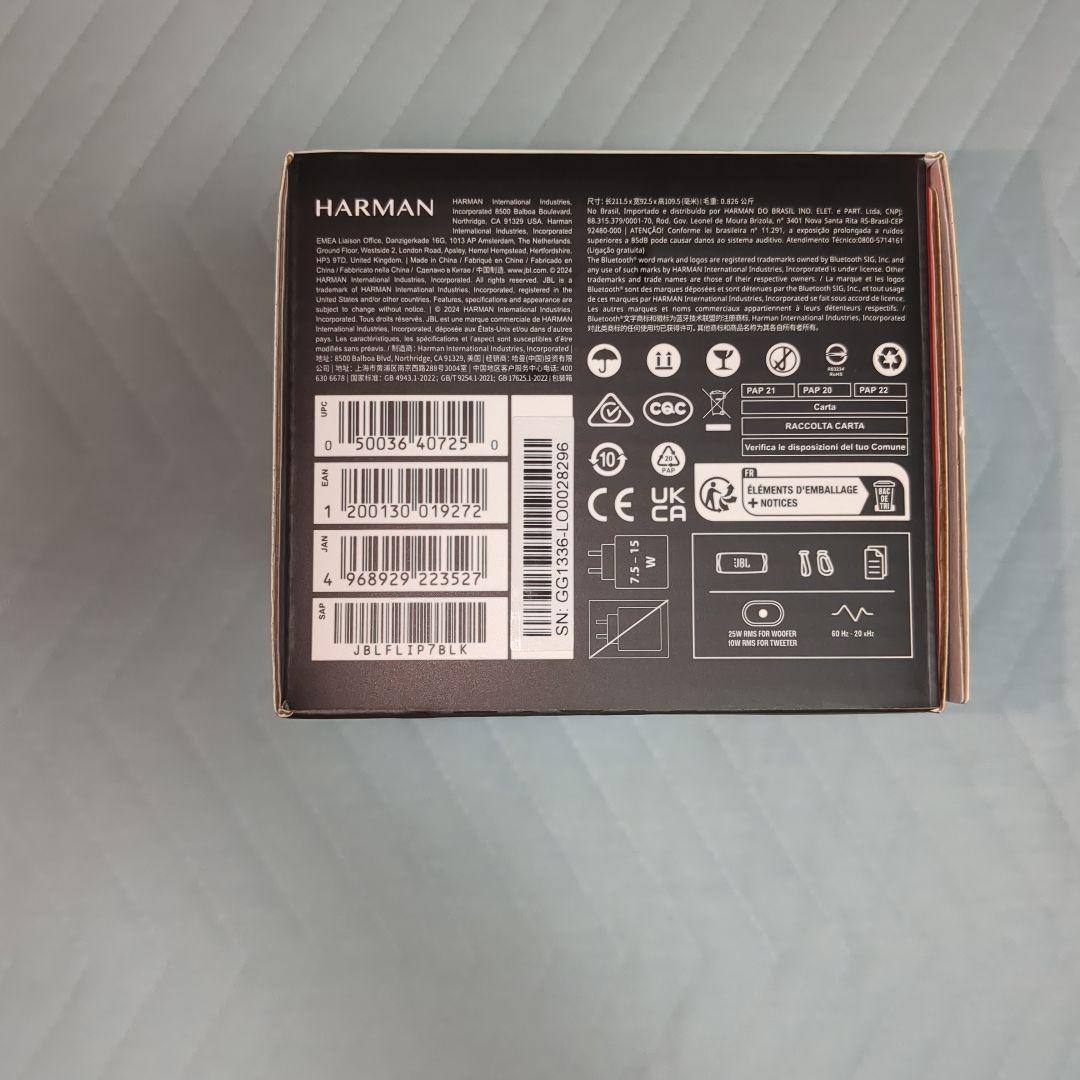 HARMAN
HARMAN International Industries,
Incorporated 8500 Balboa Boulevard,
Northridge, CA 91329 USA. Harman
International Industries, Incorporated
EMEA Liaison Office, Danzigerkade 16G, 1013 AP Amsterdam, The Netherlands.
Ground Floor, Westside 2, London Road, Apsley, Hemel Hempstead, Hertfordshire,
HP3 9TD, United Kingdom. | Made in China / Fabriqué en Chine / Fabricado en
China / Fabbricato nella China / Сделано в Китае / 中国制造. www.jbl.com. © 2024
HARMAN International Industries, Incorporated. All rights reserved. JBL is a
trademark of HARMAN International Industries, Incorporated, registered in the
United States and/or other countries. Features, specifications and appearance are
subject to change without notice. | © 2024 HARMAN International Industries,
Incorporated. Tous droits réservés. JBL est une marque commerciale de HARMAN
International Industries, Incorporated, déposée aux États-Unis et/ou dans d'autres
pays. Les caractéristiques, les spécifications et l'aspect sont susceptibles d'être
modifiés sans préavis. / 制造商: Harman International Industries, Incorporated |
地址: 8500 Balboa Blvd, Northridge, CA 91329, 美国 | 经销商: 哈曼(中国)投资有限
公司 | 地址: 上海市黄浦区南京西路288号3004室 | 中国地区客户服务中心电话: 400
630 6678 | 国家标准: GB 4943.1-2022; GB/T 9254.1-2021; GB 17625.1-2022 | 包装箱
尺寸: 长211.5 x 宽92.5 x 高109.5 (毫米) | 毛重: 0.826 公斤
No Brasil, Importado e distribuído por HARMAN DO BRASIL IND. ELET. e PART. Ltda, CNPJ:
88.315.379/0001-70, Rod. Gov. Leonel de Moura Brizola, n° 3401 Nova Santa Rita RS-Brasil-CEP
92480-000 | ATENÇÃO! Conforme lei brasileira n° 11.291, a exposição prolongada a ruídos
superiores a 85dB pode causar danos ao sistema auditivo. Atendimento Técnico:0800-5714161
(Ligação gratuita)
The Bluetooth® word mark and logos are registered trademarks owned by Bluetooth SIG, Inc. and
any use of such marks by HARMAN International Industries, Incorporated is under license. Other
trademarks and trade names are those of their respective owners. / La marque et les logos
Bluetooth® sont des marques déposées et sont détenues par the Bluetooth SIG, Inc., et tout usage
de ces marques par HARMAN International Industries, Incorporated se fait sous accord de licence.
Les autres marques et noms commerciaux appartiennent à leurs détenteurs respectifs. /
Bluetooth®文字商标和徽标为蓝牙技术联盟的注册商标, Harman International Industries, Incorporated
对此类商标的任何使用均已获得许可. 其他商标和商品名称为其各自所有者所有.
R53234
RoHS
CQC
PAP 21
PAP 20
PAP 22
Carta
RACCOLTA CARTA
Verifica le disposizioni del tuo Comune
10
20
PAP
CE
UK
CA
FR
ÉLÉMENTS D'EMBALLAGE
+ NOTICES
BAC
DE
TRI
7.5 – 15
W
JBL
25W RMS FOR WOOFER
10W RMS FOR TWEETER
60 Hz - 20 kHz
UPC
0 50036 40725 0
EAN
1 200130 019272
JAN
4 968929 223527
SAP
JBLFLIP7BLK
SN: GG1336-LO0028296